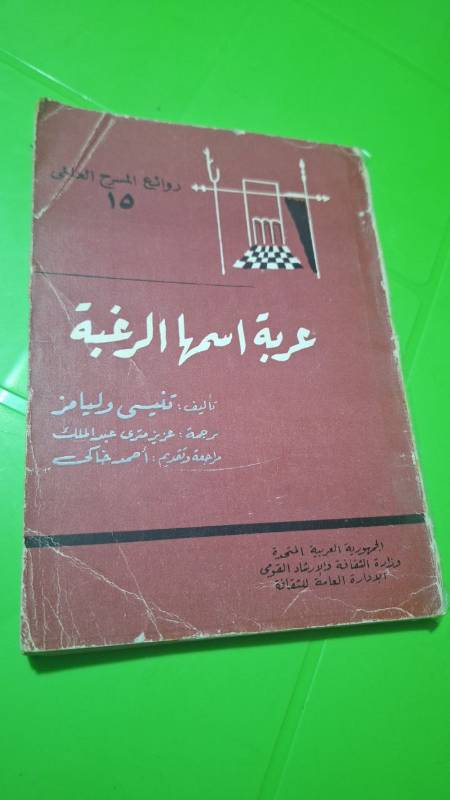 روائع المسرح العالمى
١٥
عربة اسمها الرغبة
تأليف: تنيسى وليامز
ترجمة: عزيز مترى عبد الملك
مراجعة وتقديم: أحمد خاكى
الجمهورية العربية المتحدة
وزارة الثقافة والإرشاد القومى
الإدارة العامة للثقافة